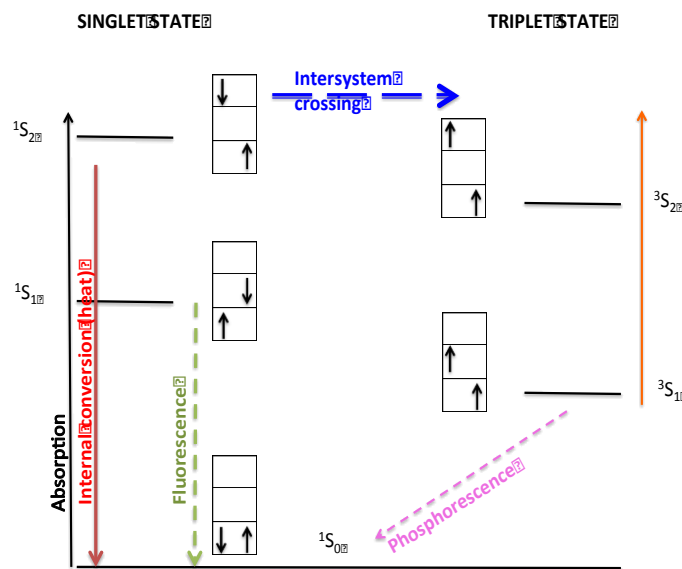 SINGLET STATE
TRIPLET STATE
Intersystem
crossing
¹S₂
³S₂
¹S₁
³S₁
¹S₀
Absorption
Internal conversion (heat)
Fluorescence
Phosphorescence